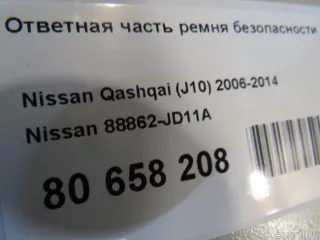 Ответная часть ремня безопасности
Nissan Qashqai (J10) 2006-2014
Nissan 88862-JD11A
80 658 208